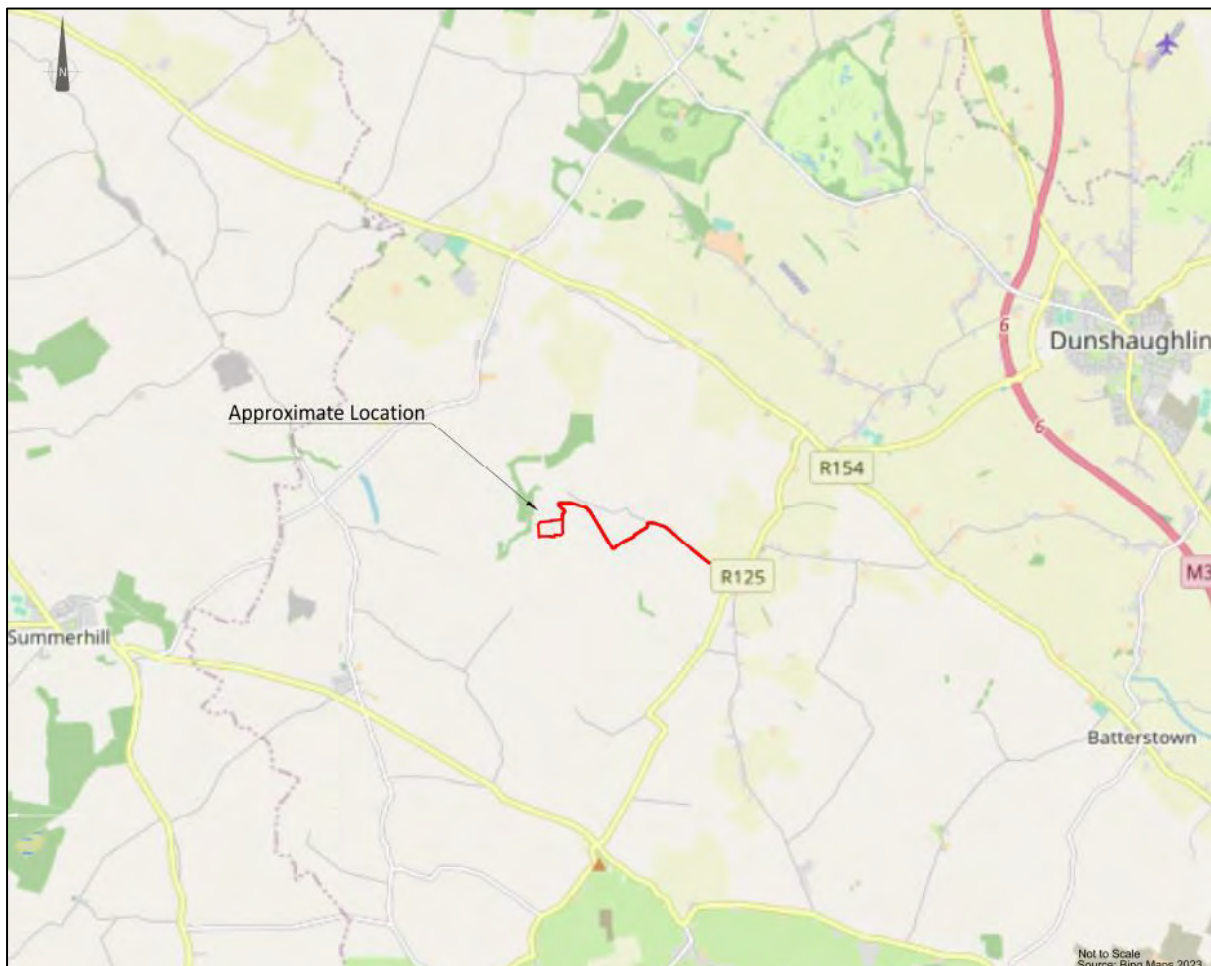 N
6
Dunshaughlin
Approximate Location
6
R154
R125
M3
Summerhill
Batterstown
Not to Scale
Source: Bing Maps 2023